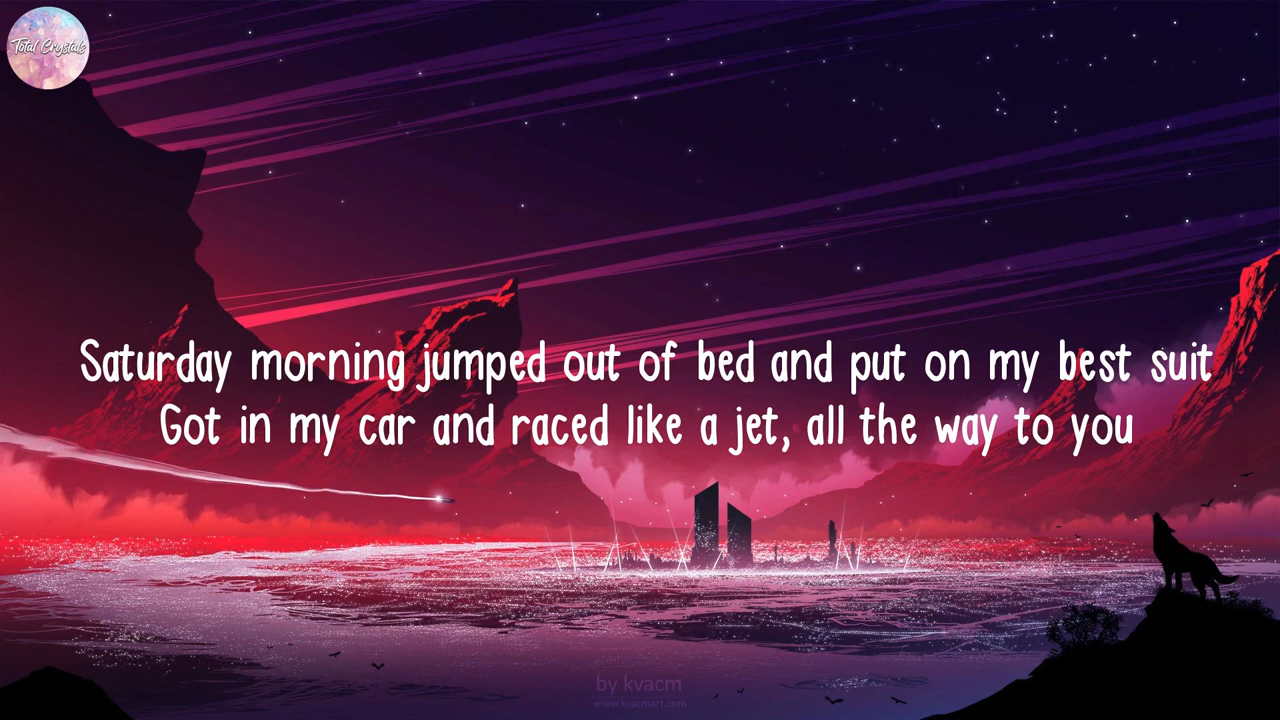 Total Crystals
Saturday morning jumped out of bed and put on my best suit
Got in my car and raced like a jet, all the way to you
by kvacm
www.kvacmart.com